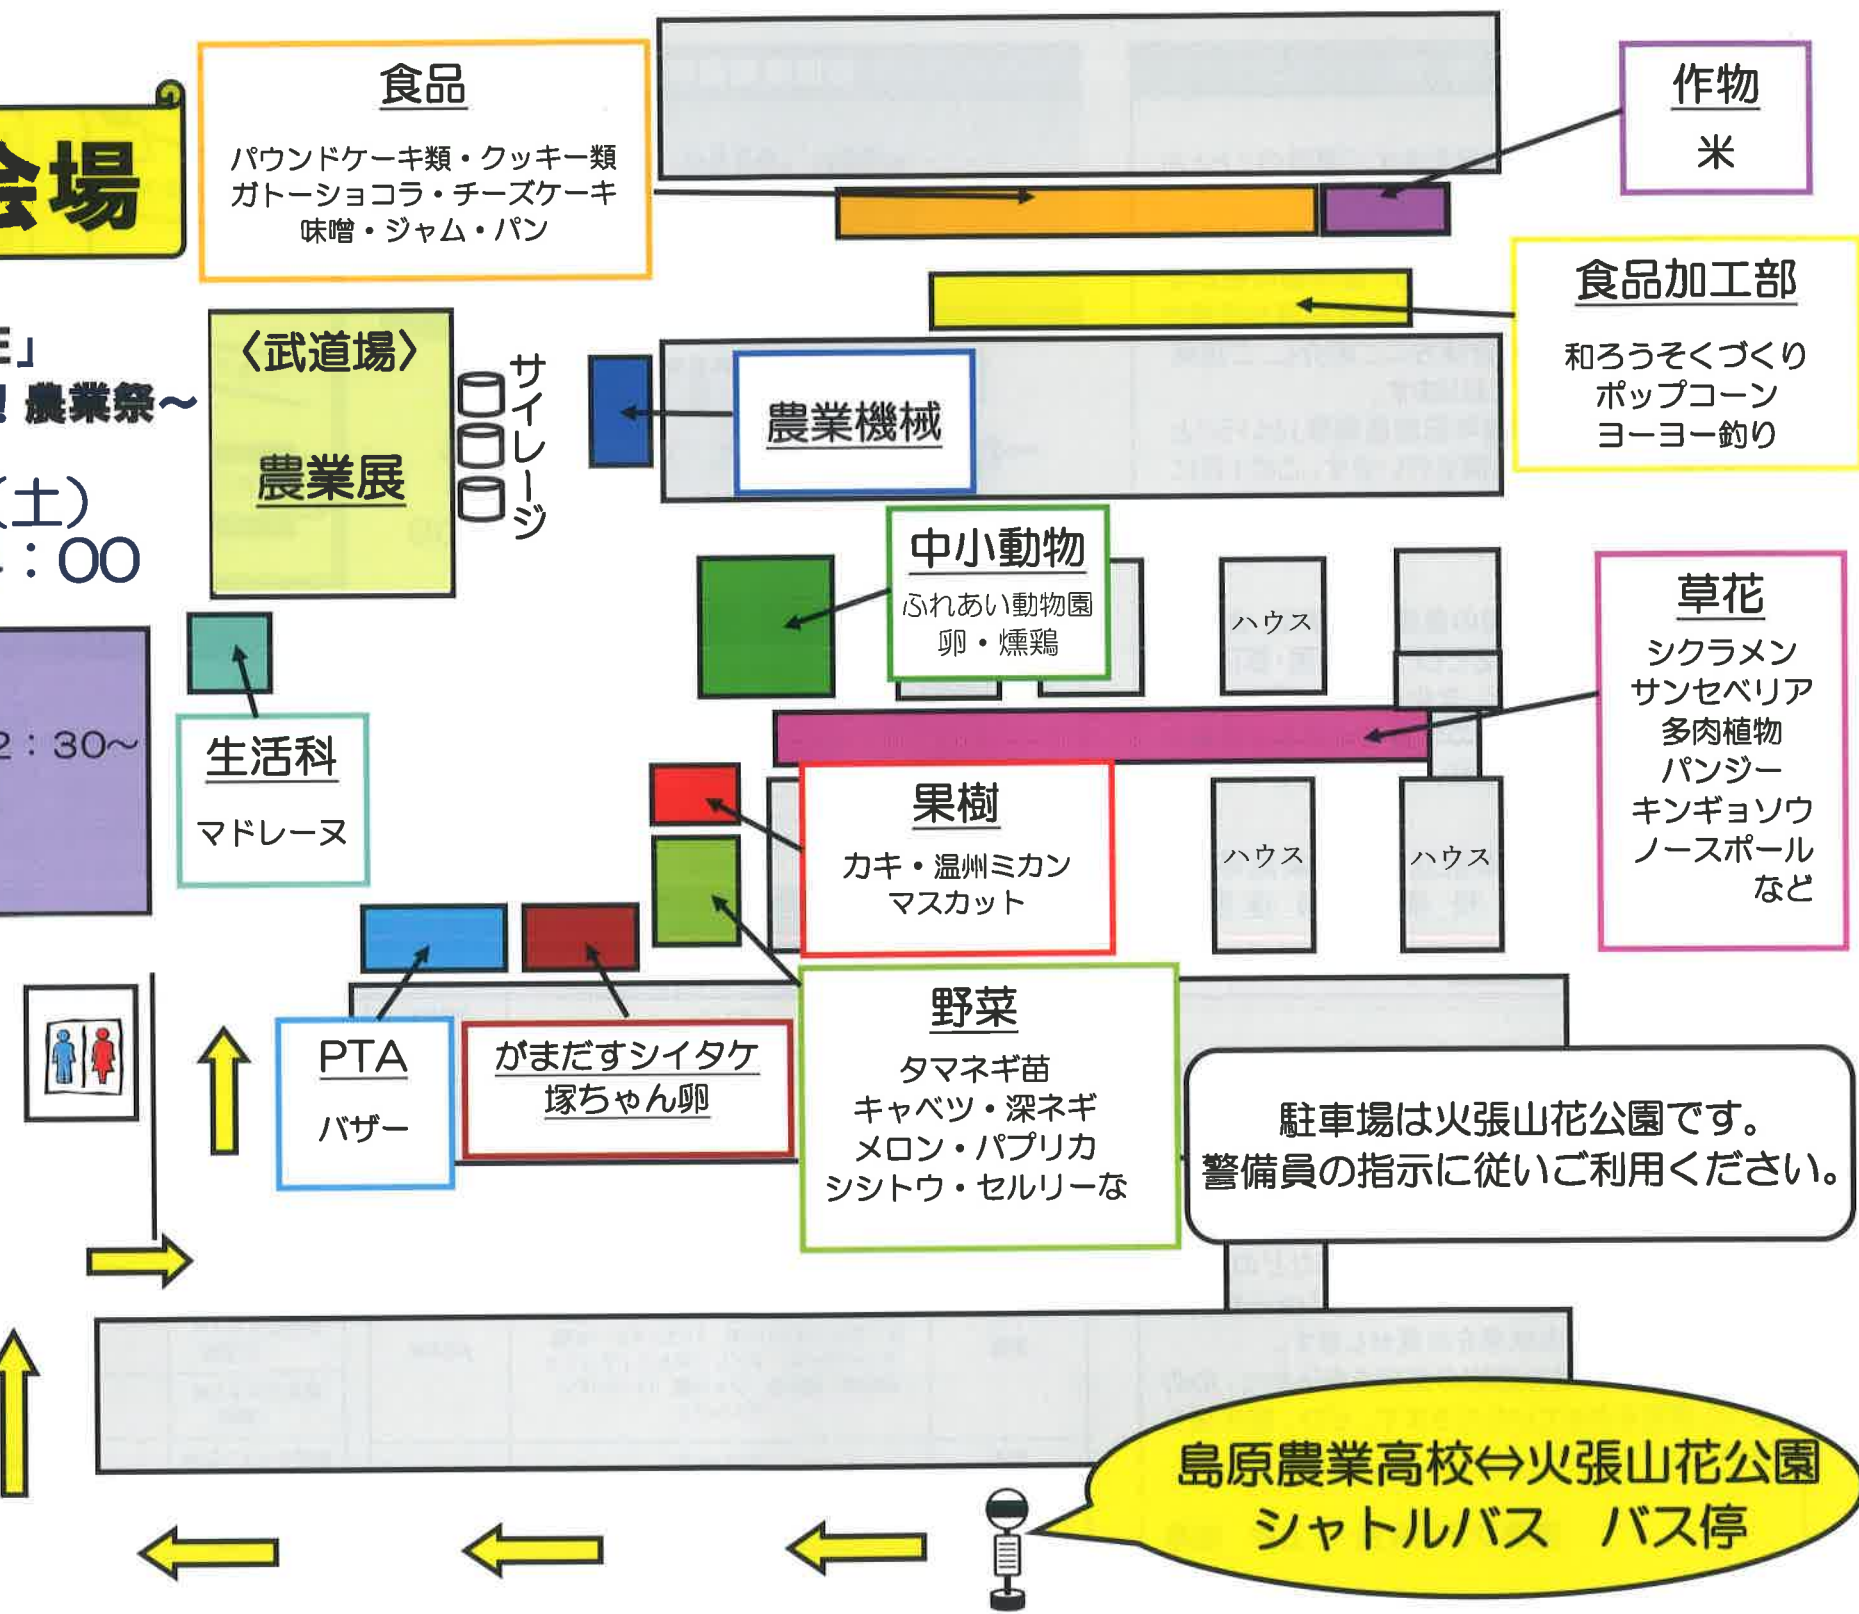 会場
農業祭～
(土)
：00
2：30～
食品
パウンドケーキ類・クッキー類
ガトーショコラ・チーズケーキ
味噌・ジャム・パン
作物
米
食品加工部
和ろうそくづくり
ポップコーン
ヨーヨー釣り
〈武道場〉
農業展
サイレージ
農業機械
中小動物
ふれあい動物園
卵・燻鶏
ハウス
草花
シクラメン
サンセベリア
多肉植物
パンジー
キンギョソウ
ノースポール
など
生活科
マドレーヌ
果樹
カキ・温州ミカン
マスカット
ハウス
ハウス
PTA
バザー
がまだすシイタケ
塚ちゃん卵
野菜
タマネギ苗
キャベツ・深ネギ
メロン・パプリカ
シシトウ・セルリーな
駐車場は火張山花公園です。
警備員の指示に従いご利用ください。
島原農業高校⇔火張山花公園
シャトルバス　バス停